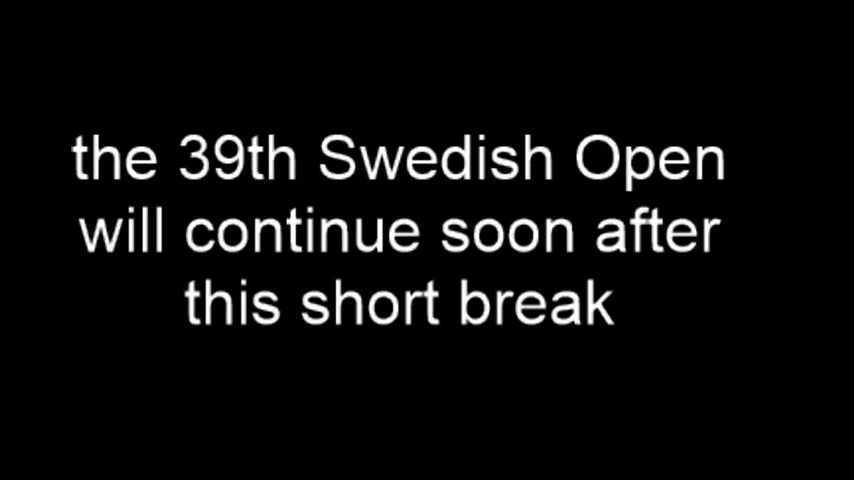 the 39th Swedish Open
will continue soon after
this short break